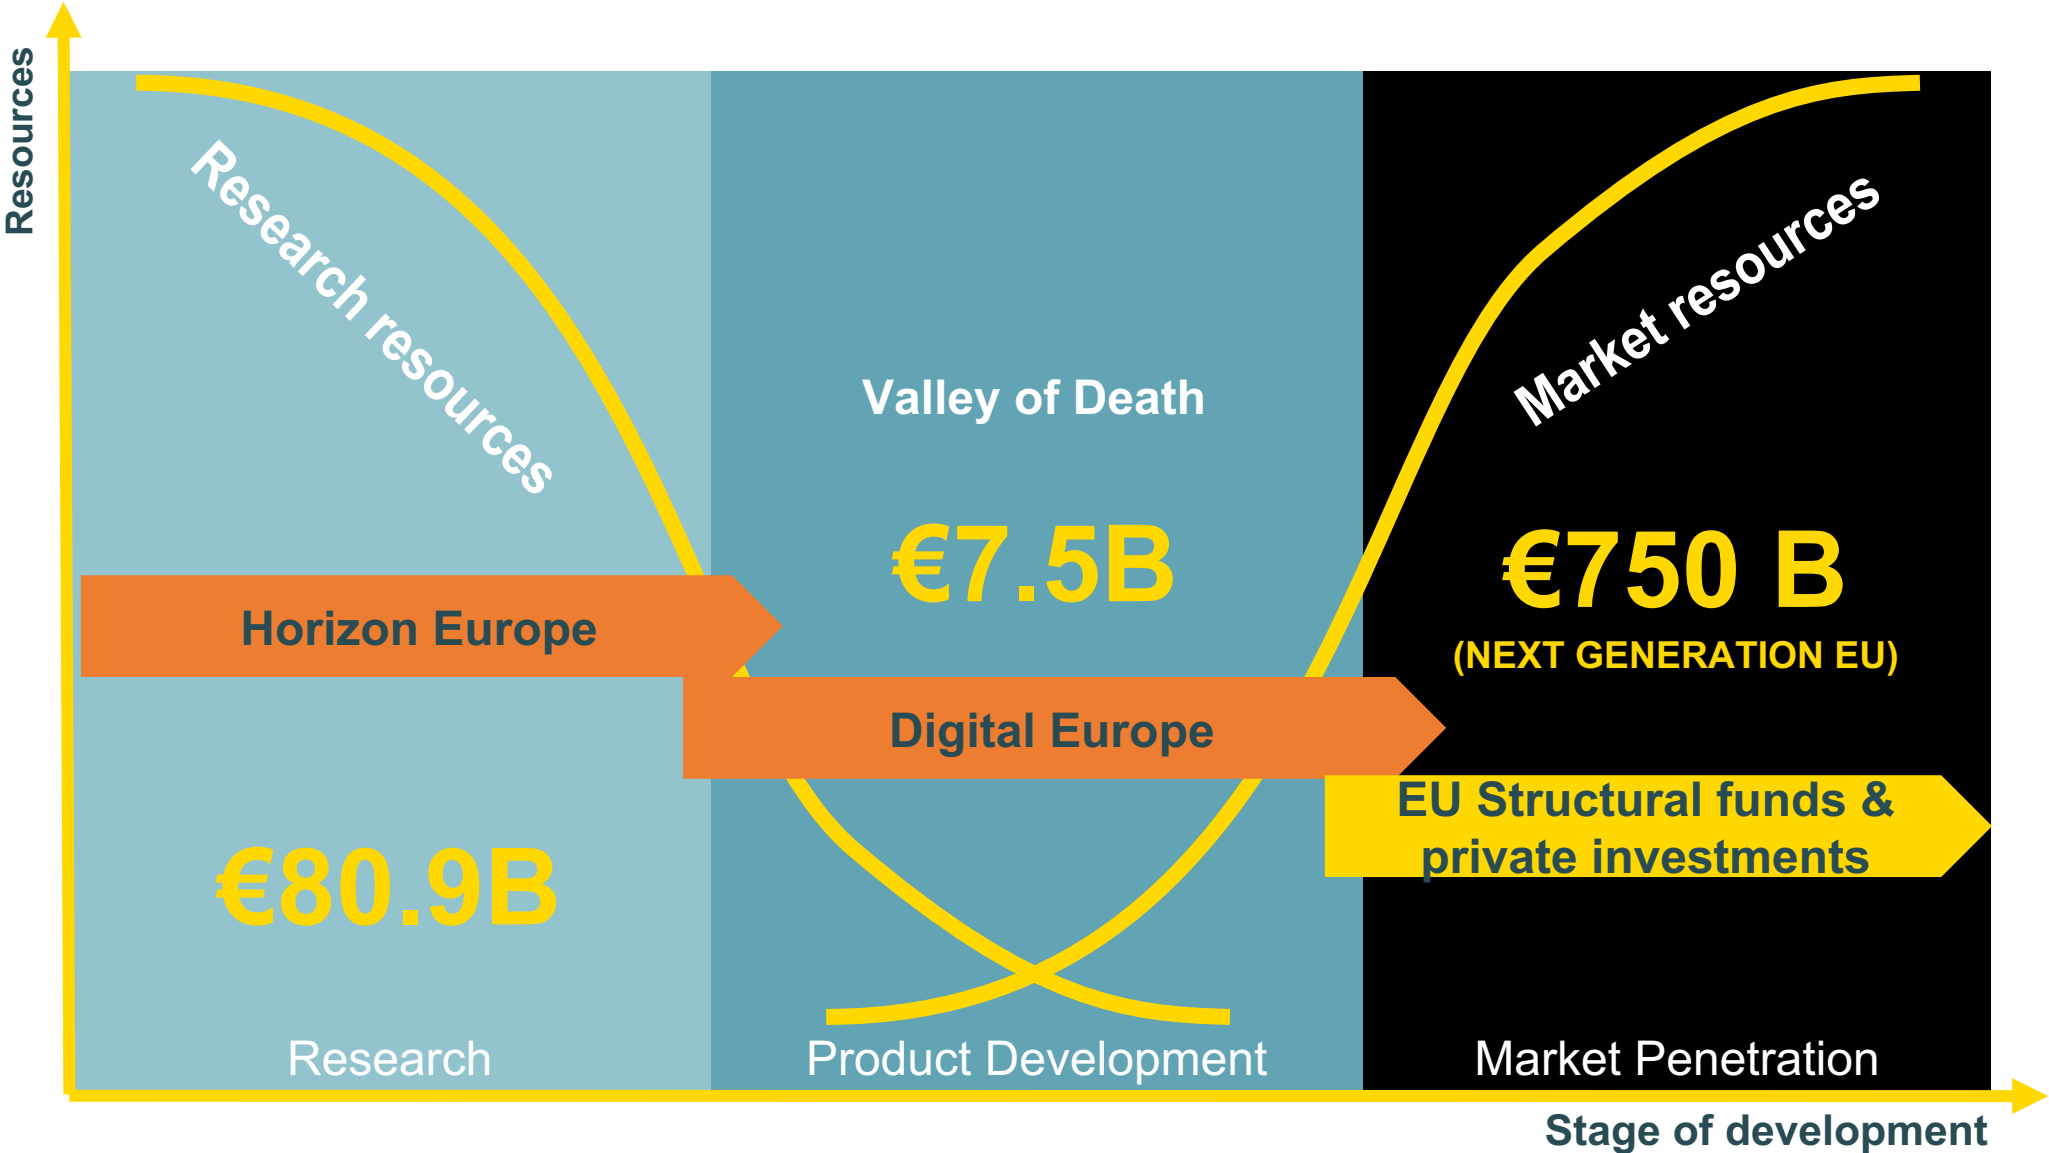 Resources
Research resources
Market resources
Valley of Death
€7.5B
€750 B
(NEXT GENERATION EU)
Horizon Europe
Digital Europe
EU Structural funds &
private investments
€80.9B
Research
Product Development
Market Penetration
Stage of development